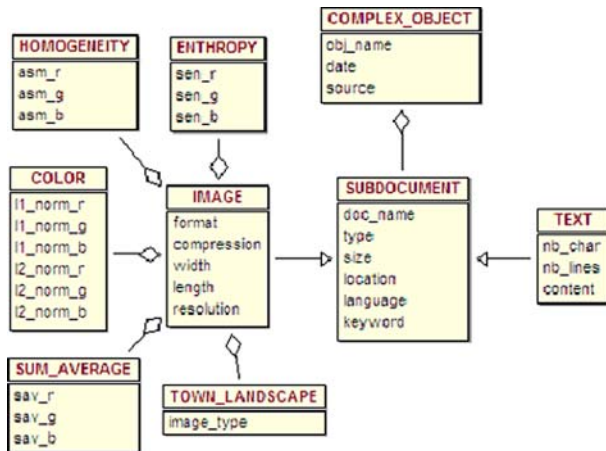 COMPLEX_OBJECT
obj_name
date
source
HOMOGENEITY
asm_r
asm_g
asm_b
ENTHROPY
sen_r
sen_g
sen_b
COLOR
l1_norm_r
l1_norm_g
l1_norm_b
l2_norm_r
l2_norm_g
l2_norm_b
IMAGE
format
compression
width
length
resolution
SUBDOCUMENT
doc_name
type
size
location
language
keyword
TEXT
nb_char
nb_lines
content
SUM_AVERAGE
sav_r
sav_g
sav_b
TOWN_LANDSCAPE
image_type